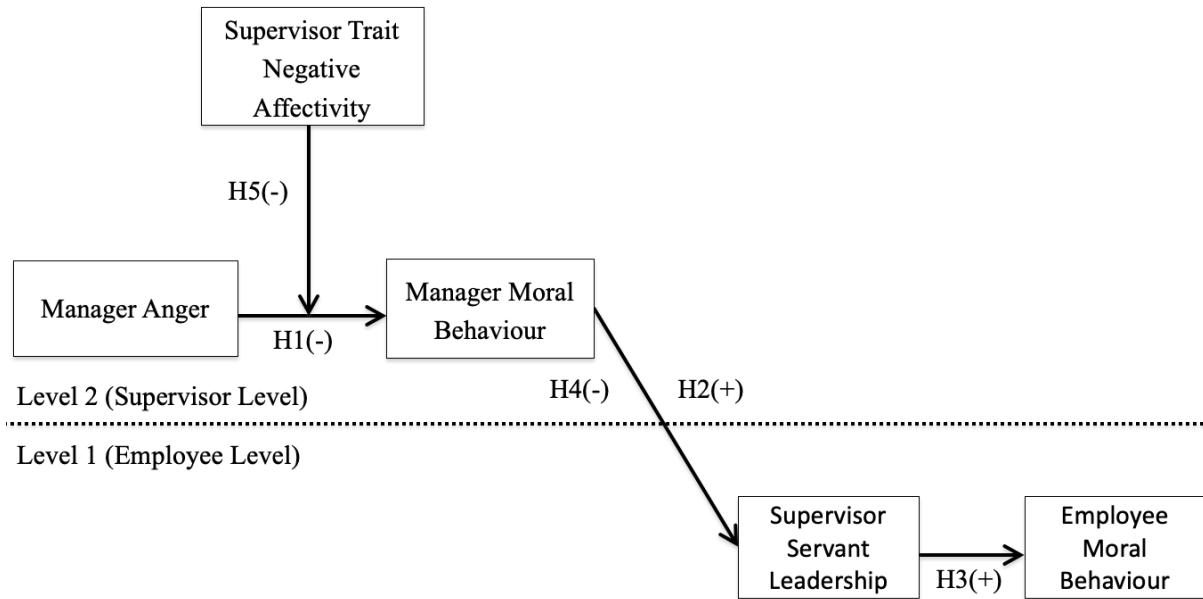 Supervisor Trait
Negative
Affectivity
H5(-)
Manager Anger
H1(-)
Manager Moral
Behaviour
H4(-)
H2(+)
Level 2 (Supervisor Level)
Level 1 (Employee Level)
Supervisor
Servant
Leadership
H3(+)
Employee
Moral
Behaviour